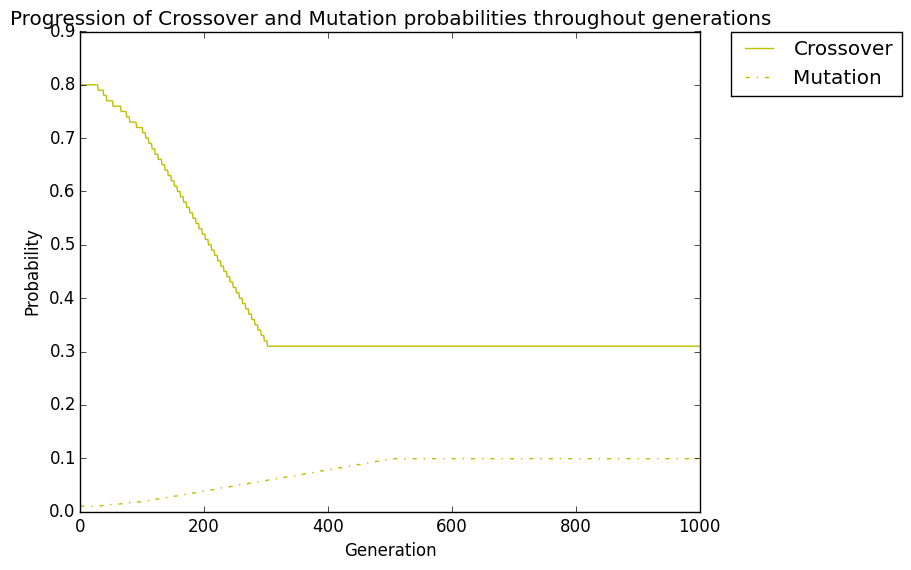 Progression of Crossover and Mutation probabilities throughout generations
Crossover
Mutation
0.9
0.8
0.7
0.6
0.5
0.4
0.3
0.2
0.1
0.0
Probability
0 200 400 600 800 1000
Generation